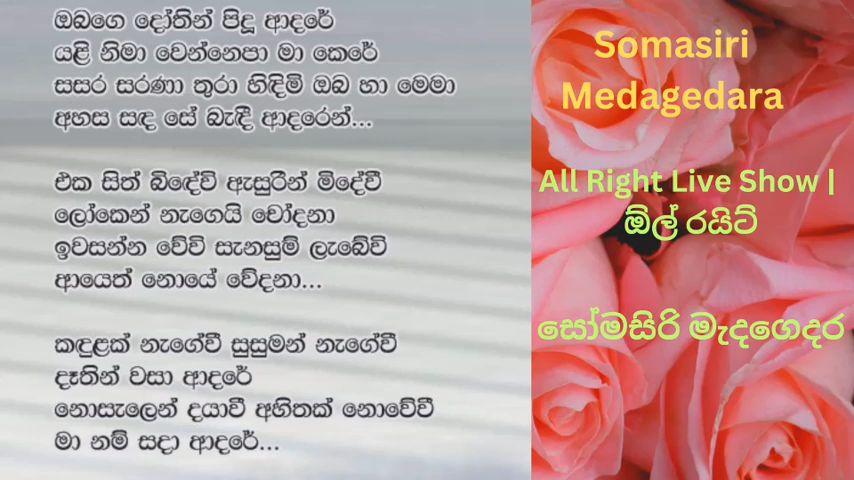 ඔබගෙ දෝතින් පිදූ ආදරේ
යළි නිමා වෙන්නෙපා මා කෙරේ
සසර සරණා තුරා හිඳිමි ඔබ හා මෙමා
අහස සඳ සේ බැඳී ආදරෙන්...
එක සිත් බිඳේවි ඇසුරින් මිදේවී
ලෝකෙන් නැගෙයි චෝදනා
ඉවසන්න වේවි සැනසුම් ලැබේවි
ආයෙත් නොයේ වේදනා...
කඳුළක් නැගේවී සුසුමන් නැගේවී
දෑතින් වසා ආදරේ
නොසැලෙන් දයාවී අහිතක් නොවේවී
මා නම් සදා ආදරේ...
Somasiri
Medagedara
All Right Live Show |
ඕල් රයිට්
සෝමසිරි මැදගෙදර